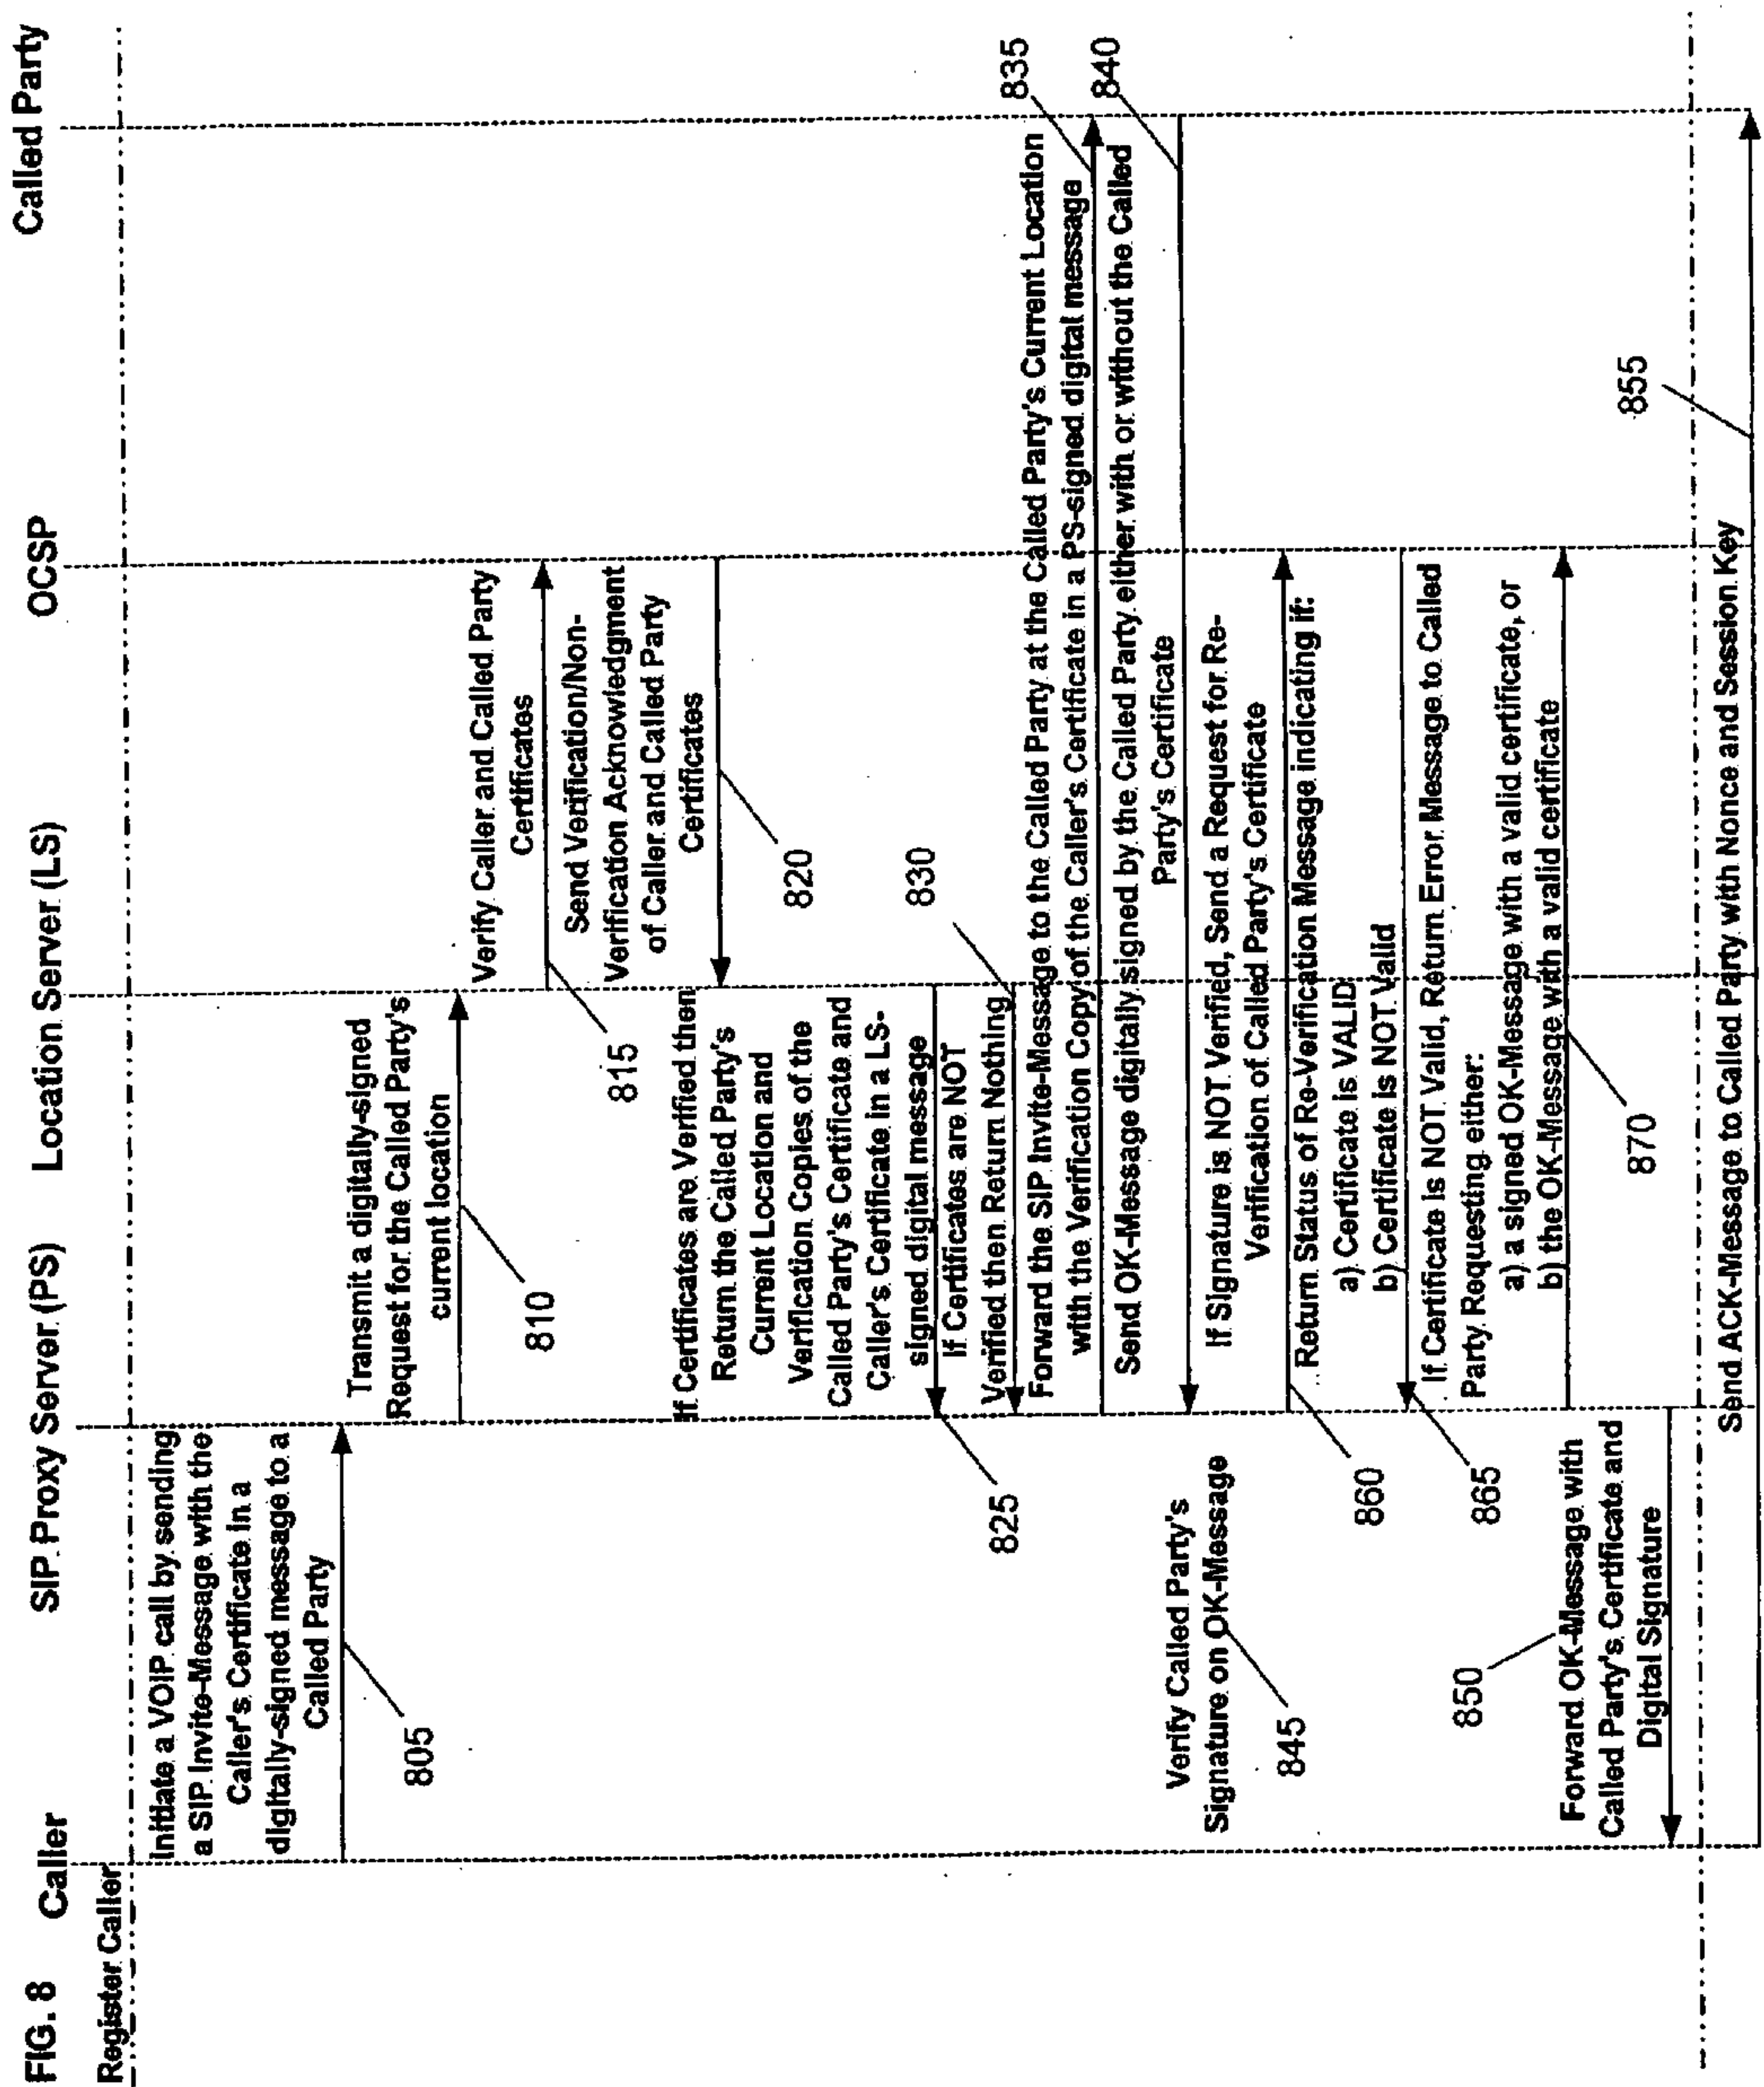 FIG. 8
Caller
SIP Proxy Server (PS)
Location Server (LS)
OCSP
Called Party
Register Caller
Initiate a VOIP call by sending
a SIP Invite-Message with the
Caller's Certificate in a
digitally-signed message to a
Called Party
805
Transmit a digitally-signed
Request for the Called Party's
current location
810
Verify Caller and Called Party
Certificates
815
Send Verification/Non-
Verification Acknowledgment
of Caller and Called Party
Certificates
820
If Certificates are Verified then
Return the Called Party's
Current Location and
Verification Copies of the
Called Party's Certificate and
Caller's Certificate in a LS-
signed digital message
825
If Certificates are NOT
Verified then Return Nothing
830
Forward the SIP Invite-Message to the Called Party at the Called Party's Current Location
with the Verification Copy of the Caller's Certificate in a PS-signed digital message
835
Send OK-Message digitally signed by the Called Party either with or without the Called
Party's Certificate
840
Verify Called Party's
Signature on OK-Message
845
If Signature is NOT Verified, Send a Request for Re-
Verification of Called Party's Certificate
860
Return Status of Re-Verification Message indicating if:
a) Certificate is VALID
b) Certificate is NOT Valid
865
If Certificate is NOT Valid, Return Error Message to Called
Party Requesting either:
a) a signed OK-Message with a valid certificate, or
b) the OK-Message with a valid certificate
870
850
Forward OK-Message with
Called Party's Certificate and
Digital Signature
Send ACK-Message to Called Party with Nonce and Session Key
855